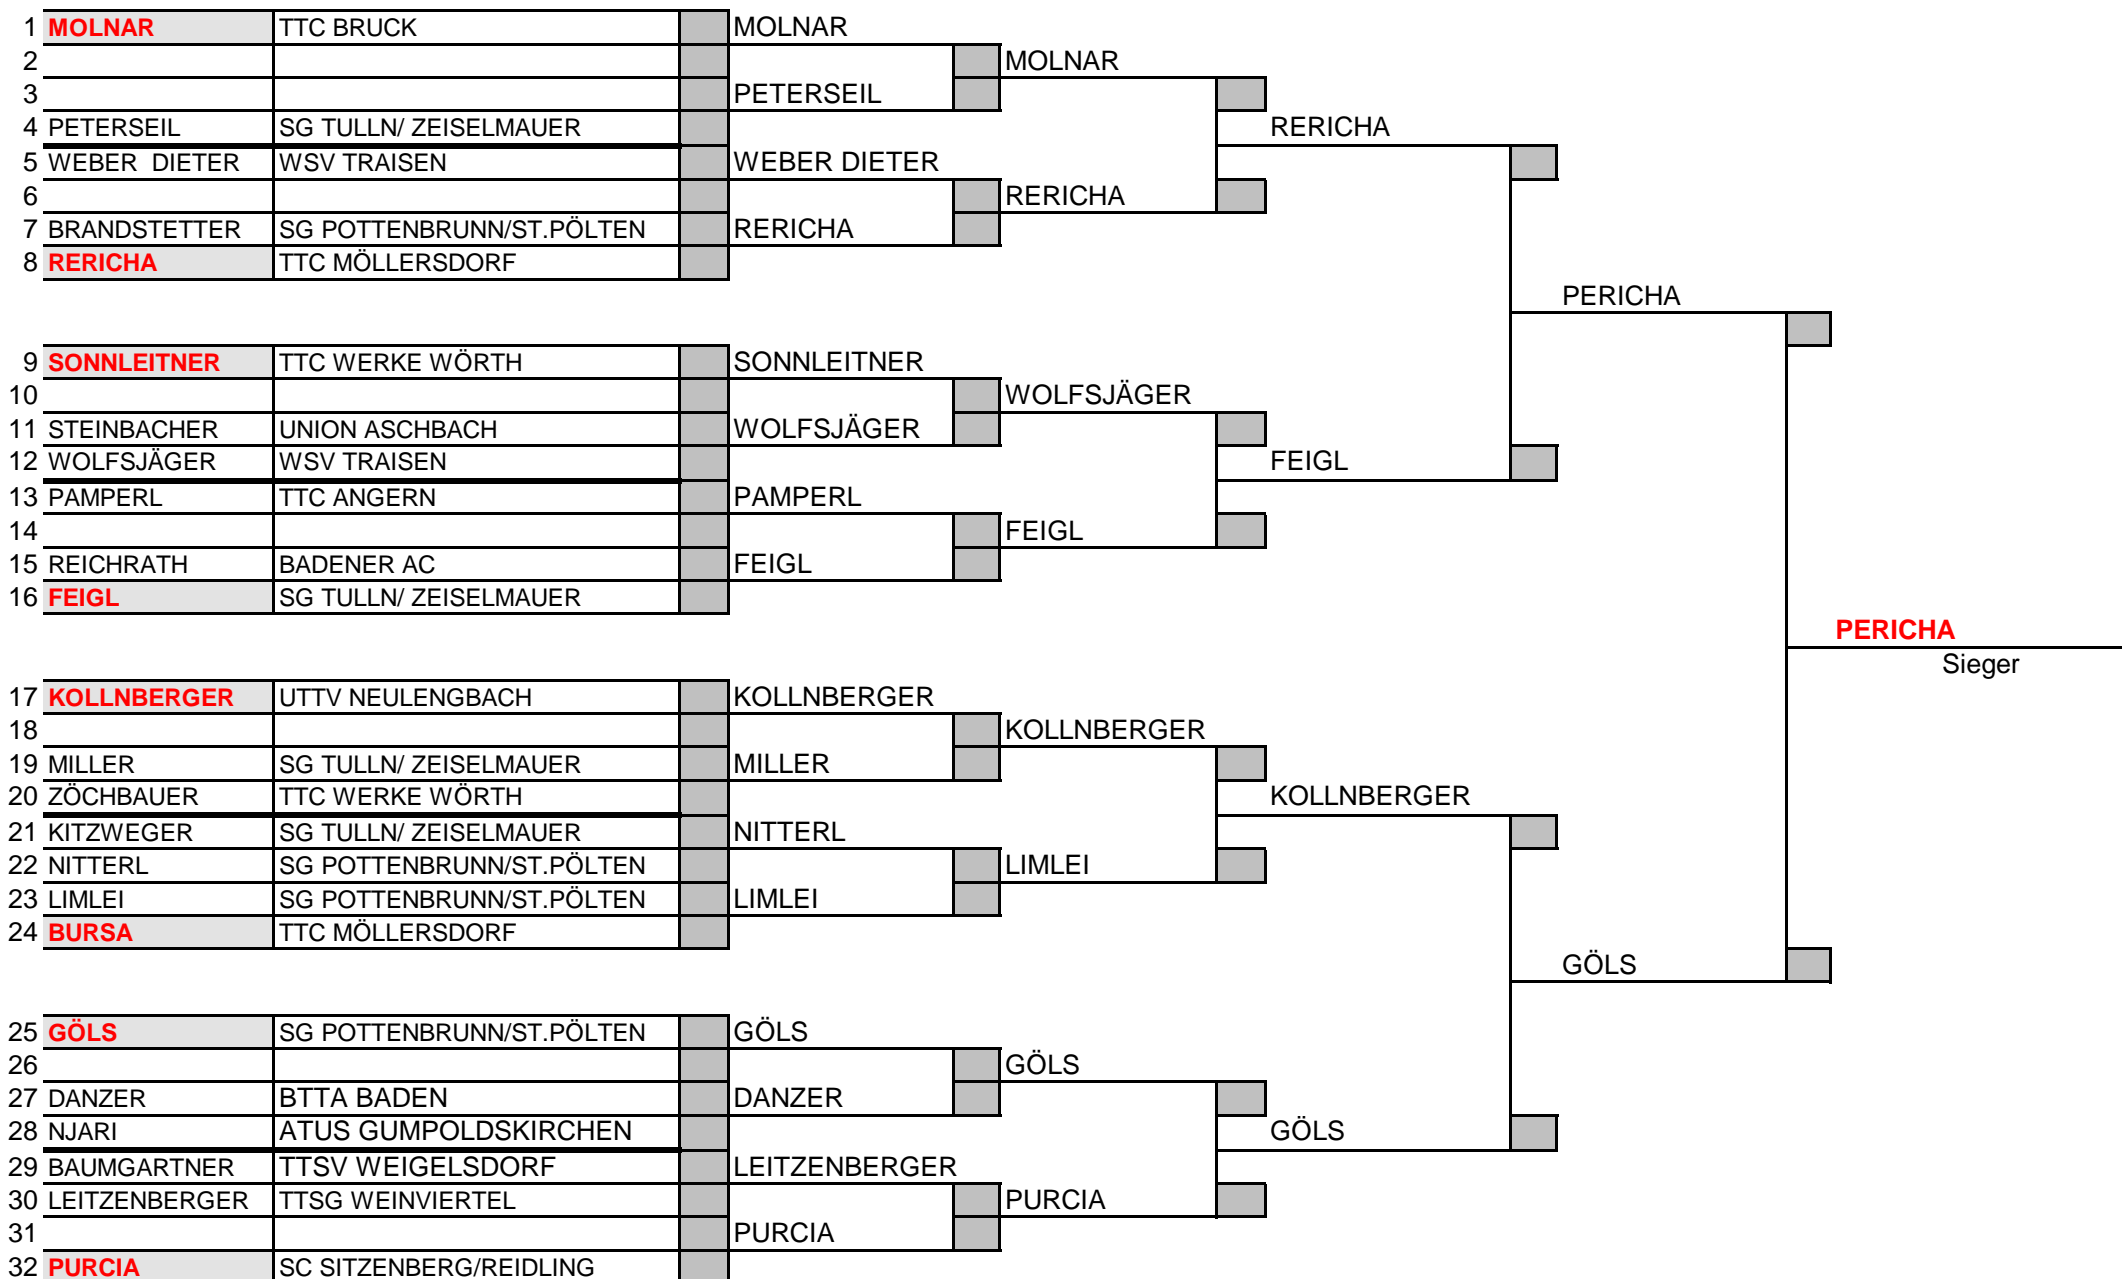 1 MOLNAR TTC BRUCK MOLNAR
2 MOLNAR
3 PETERSEIL
4 PETERSEIL SG TULLN/ ZEISELMAUER RERICHA
5 WEBER DIETER WSV TRAISEN WEBER DIETER
6 RERICHA
7 BRANDSTETTER SG POTTENBRUNN/ST.PÖLTEN RERICHA
8 RERICHA TTC MÖLLERSDORF
PERICHA
9 SONNLEITNER TTC WERKE WÖRTH SONNLEITNER
10 WOLFSJÄGER
11 STEINBACHER UNION ASCHBACH WOLFSJÄGER
12 WOLFSJÄGER WSV TRAISEN FEIGL
13 PAMPERL TTC ANGERN PAMPERL
14 FEIGL
15 REICHRATH BADENER AC FEIGL
16 FEIGL SG TULLN/ ZEISELMAUER
PERICHA
Sieger
17 KOLLNBERGER UTTV NEULENGBACH KOLLNBERGER
18 KOLLNBERGER
19 MILLER SG TULLN/ ZEISELMAUER MILLER
20 ZÖCHBAUER TTC WERKE WÖRTH KOLLNBERGER
21 KITZWEGER SG TULLN/ ZEISELMAUER NITTERL
22 NITTERL SG POTTENBRUNN/ST.PÖLTEN LIMLEI
23 LIMLEI SG POTTENBRUNN/ST.PÖLTEN LIMLEI
24 BURSA TTC MÖLLERSDORF
GÖLS
25 GÖLS SG POTTENBRUNN/ST.PÖLTEN GÖLS
26 GÖLS
27 DANZER BTTA BADEN DANZER
28 NJARI ATUS GUMPOLDSKIRCHEN GÖLS
29 BAUMGARTNER TTSV WEIGELSDORF LEITZENBERGER
30 LEITZENBERGER TTSG WEINVIERTEL PURCIA
31 PURCIA
32 PURCIA SC SITZENBERG/REIDLING